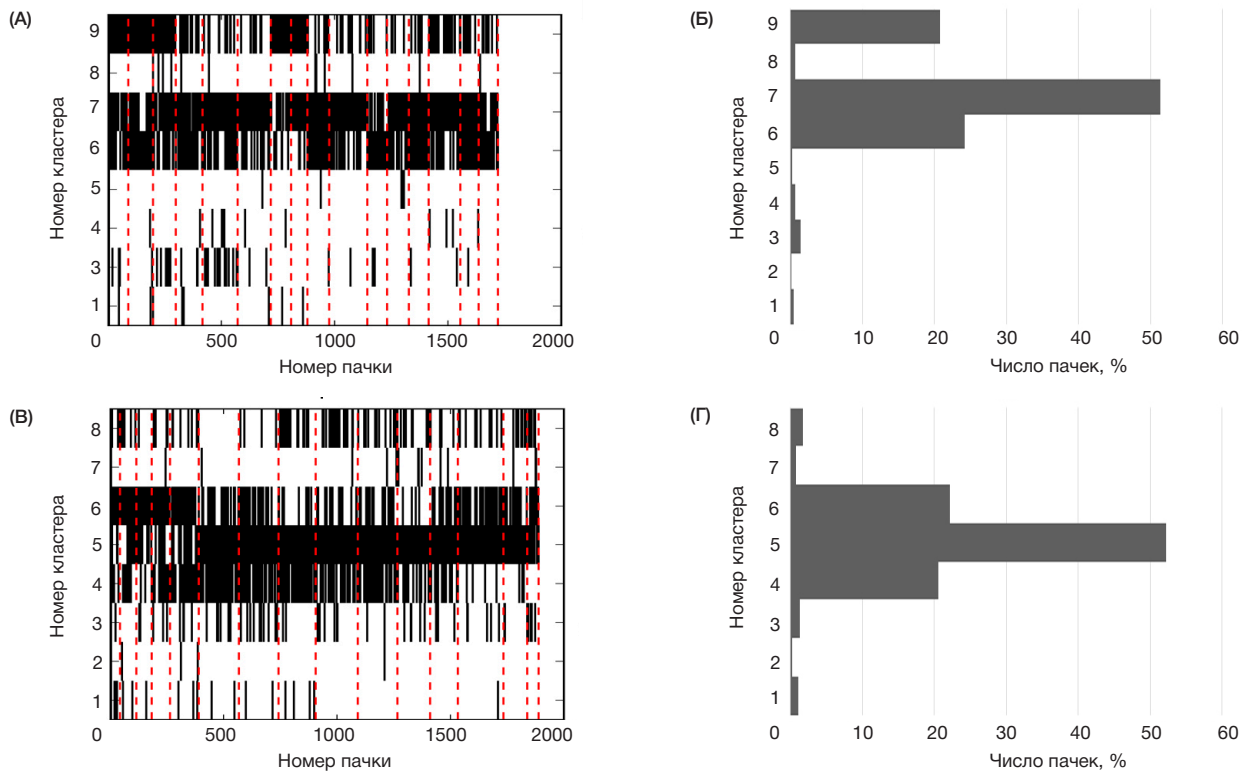 (А)
Номер кластера
9
8
7
6
5
4
3
1
0 500 1000 1500 2000
Номер пачки
(Б)
Номер кластера
9
8
7
6
5
4
3
2
1
0 10 20 30 40 50 60
Число пачек, %
(В)
Номер кластера
8
7
6
5
4
3
2
1
0 500 1000 1500 2000
Номер пачки
(Г)
Номер кластера
8
7
6
5
4
3
2
1
0 10 20 30 40 50 60
Число пачек, %